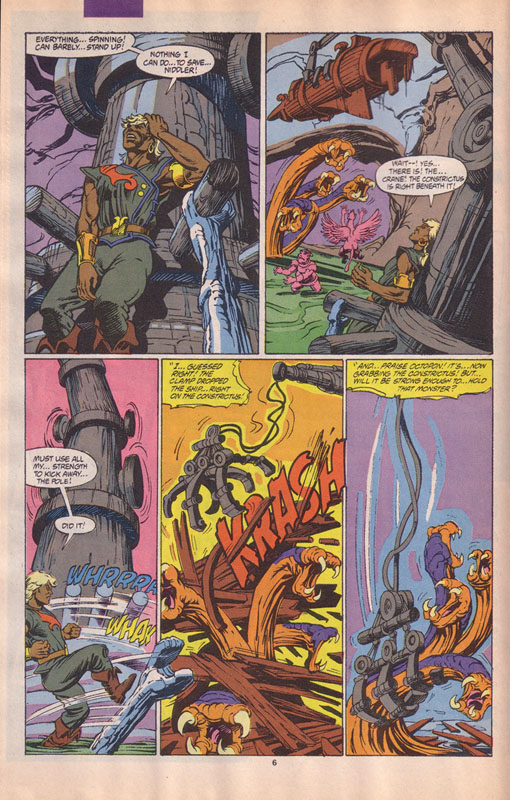 EVERYTHING... SPINNING!
CAN BARELY... STAND UP!
NOTHING I
CAN DO... TO SAVE...
NIDDLER!
WAIT--! YES...
THERE IS! THE...
CRANE! THE CONSTRICTUS
IS RIGHT BENEATH IT!
MUST USE ALL
MY... STRENGTH
TO KICK AWAY...
THE POLE!
DID IT!
WHRRRR
WHAK
"I... GUESSED
RIGHT! THE
CLAMP DROPPED
THE SHIP... RIGHT
ON THE CONSTRICTUS!
KRASH
"AND... PRAISE OCTOPON! IT'S... NOW
GRABBING THE CONSTRICTUS! BUT...
WILL IT BE STRONG ENOUGH TO... HOLD
THAT MONSTER?
6